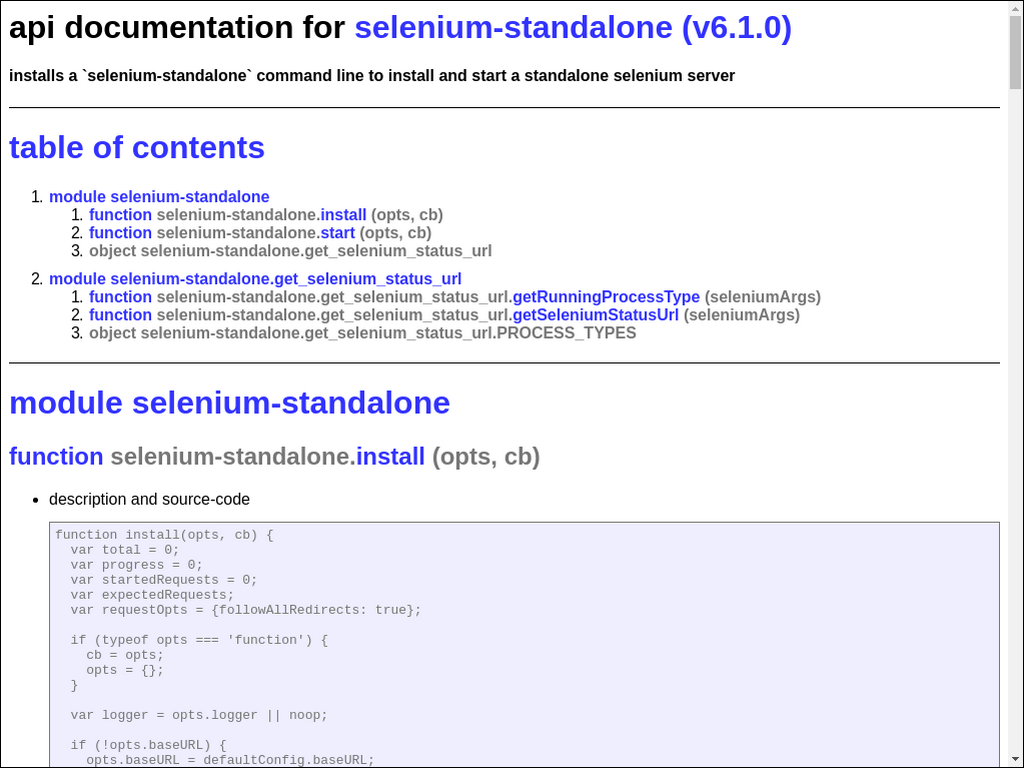 api documentation for selenium-standalone (v6.1.0)
installs a `selenium-standalone` command line to install and start a standalone selenium server
table of contents
1. module selenium-standalone
1. function selenium-standalone.install (opts, cb)
2. function selenium-standalone.start (opts, cb)
3. object selenium-standalone.get_selenium_status_url
2. module selenium-standalone.get_selenium_status_url
1. function selenium-standalone.get_selenium_status_url.getRunningProcessType (seleniumArgs)
2. function selenium-standalone.get_selenium_status_url.getSeleniumStatusUrl (seleniumArgs)
3. object selenium-standalone.get_selenium_status_url.PROCESS_TYPES
module selenium-standalone
function selenium-standalone.install (opts, cb)
• description and source-code
function install(opts, cb) {
  var total = 0;
  var progress = 0;
  var startedRequests = 0;
  var expectedRequests;
  var requestOpts = {followAllRedirects: true};
  if (typeof opts === 'function') {
    cb = opts;
    opts = {};
  }
  var logger = opts.logger || noop;
  if (!opts.baseURL) {
    opts.baseURL = defaultConfig.baseURL;